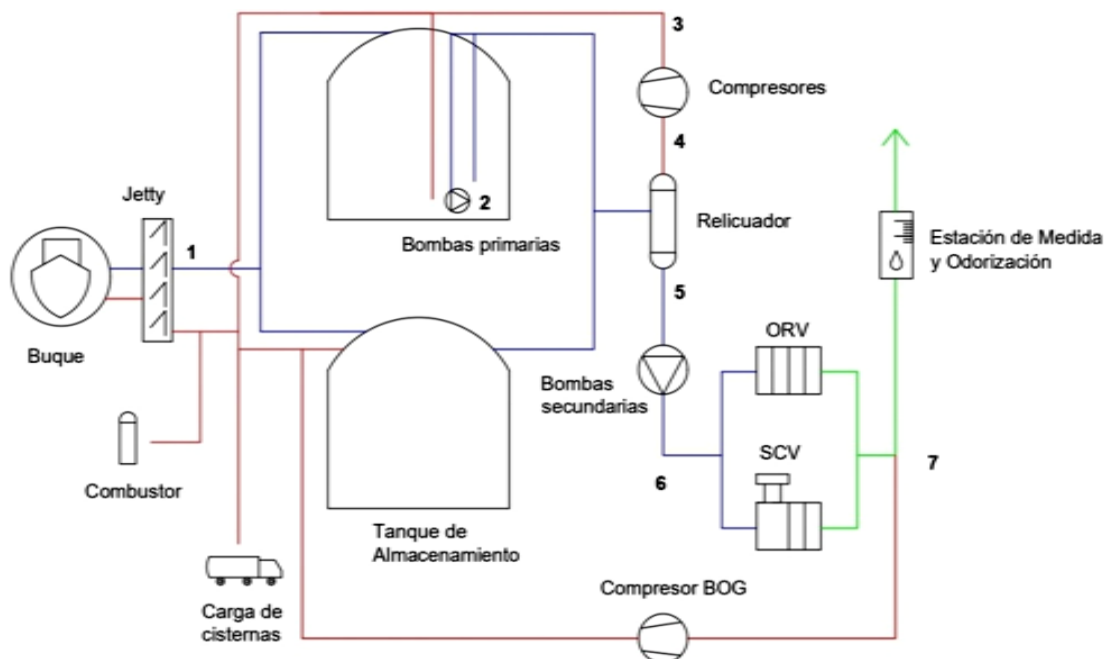 3
Compresores
4
Jetty
2
Relicuador
1
Bombas primarias
Estación de Medida
y Odorización
5
ORV
Buque
Bombas
secundarias
SCV
7
6
Combustor
Tanque de
Almacenamiento
Compresor BOG
Carga de
cisternas